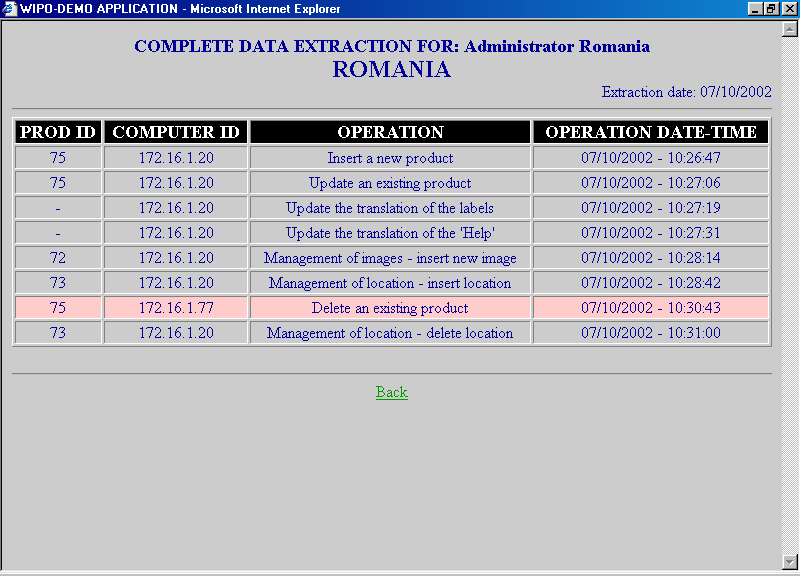 WIPO-DEMO APPLICATION - Microsoft Internet Explorer
COMPLETE DATA EXTRACTION FOR: Administrator Romania
ROMANIA
Extraction date: 07/10/2002
PROD ID COMPUTER ID OPERATION OPERATION DATE-TIME
75 172.16.1.20 Insert a new product 07/10/2002 - 10:26:47
75 172.16.1.20 Update an existing product 07/10/2002 - 10:27:06
- 172.16.1.20 Update the translation of the labels 07/10/2002 - 10:27:19
- 172.16.1.20 Update the translation of the 'Help' 07/10/2002 - 10:27:31
72 172.16.1.20 Management of images - insert new image 07/10/2002 - 10:28:14
73 172.16.1.20 Management of location - insert location 07/10/2002 - 10:28:42
75 172.16.1.77 Delete an existing product 07/10/2002 - 10:30:43
73 172.16.1.20 Management of location - delete location 07/10/2002 - 10:31:00
Back